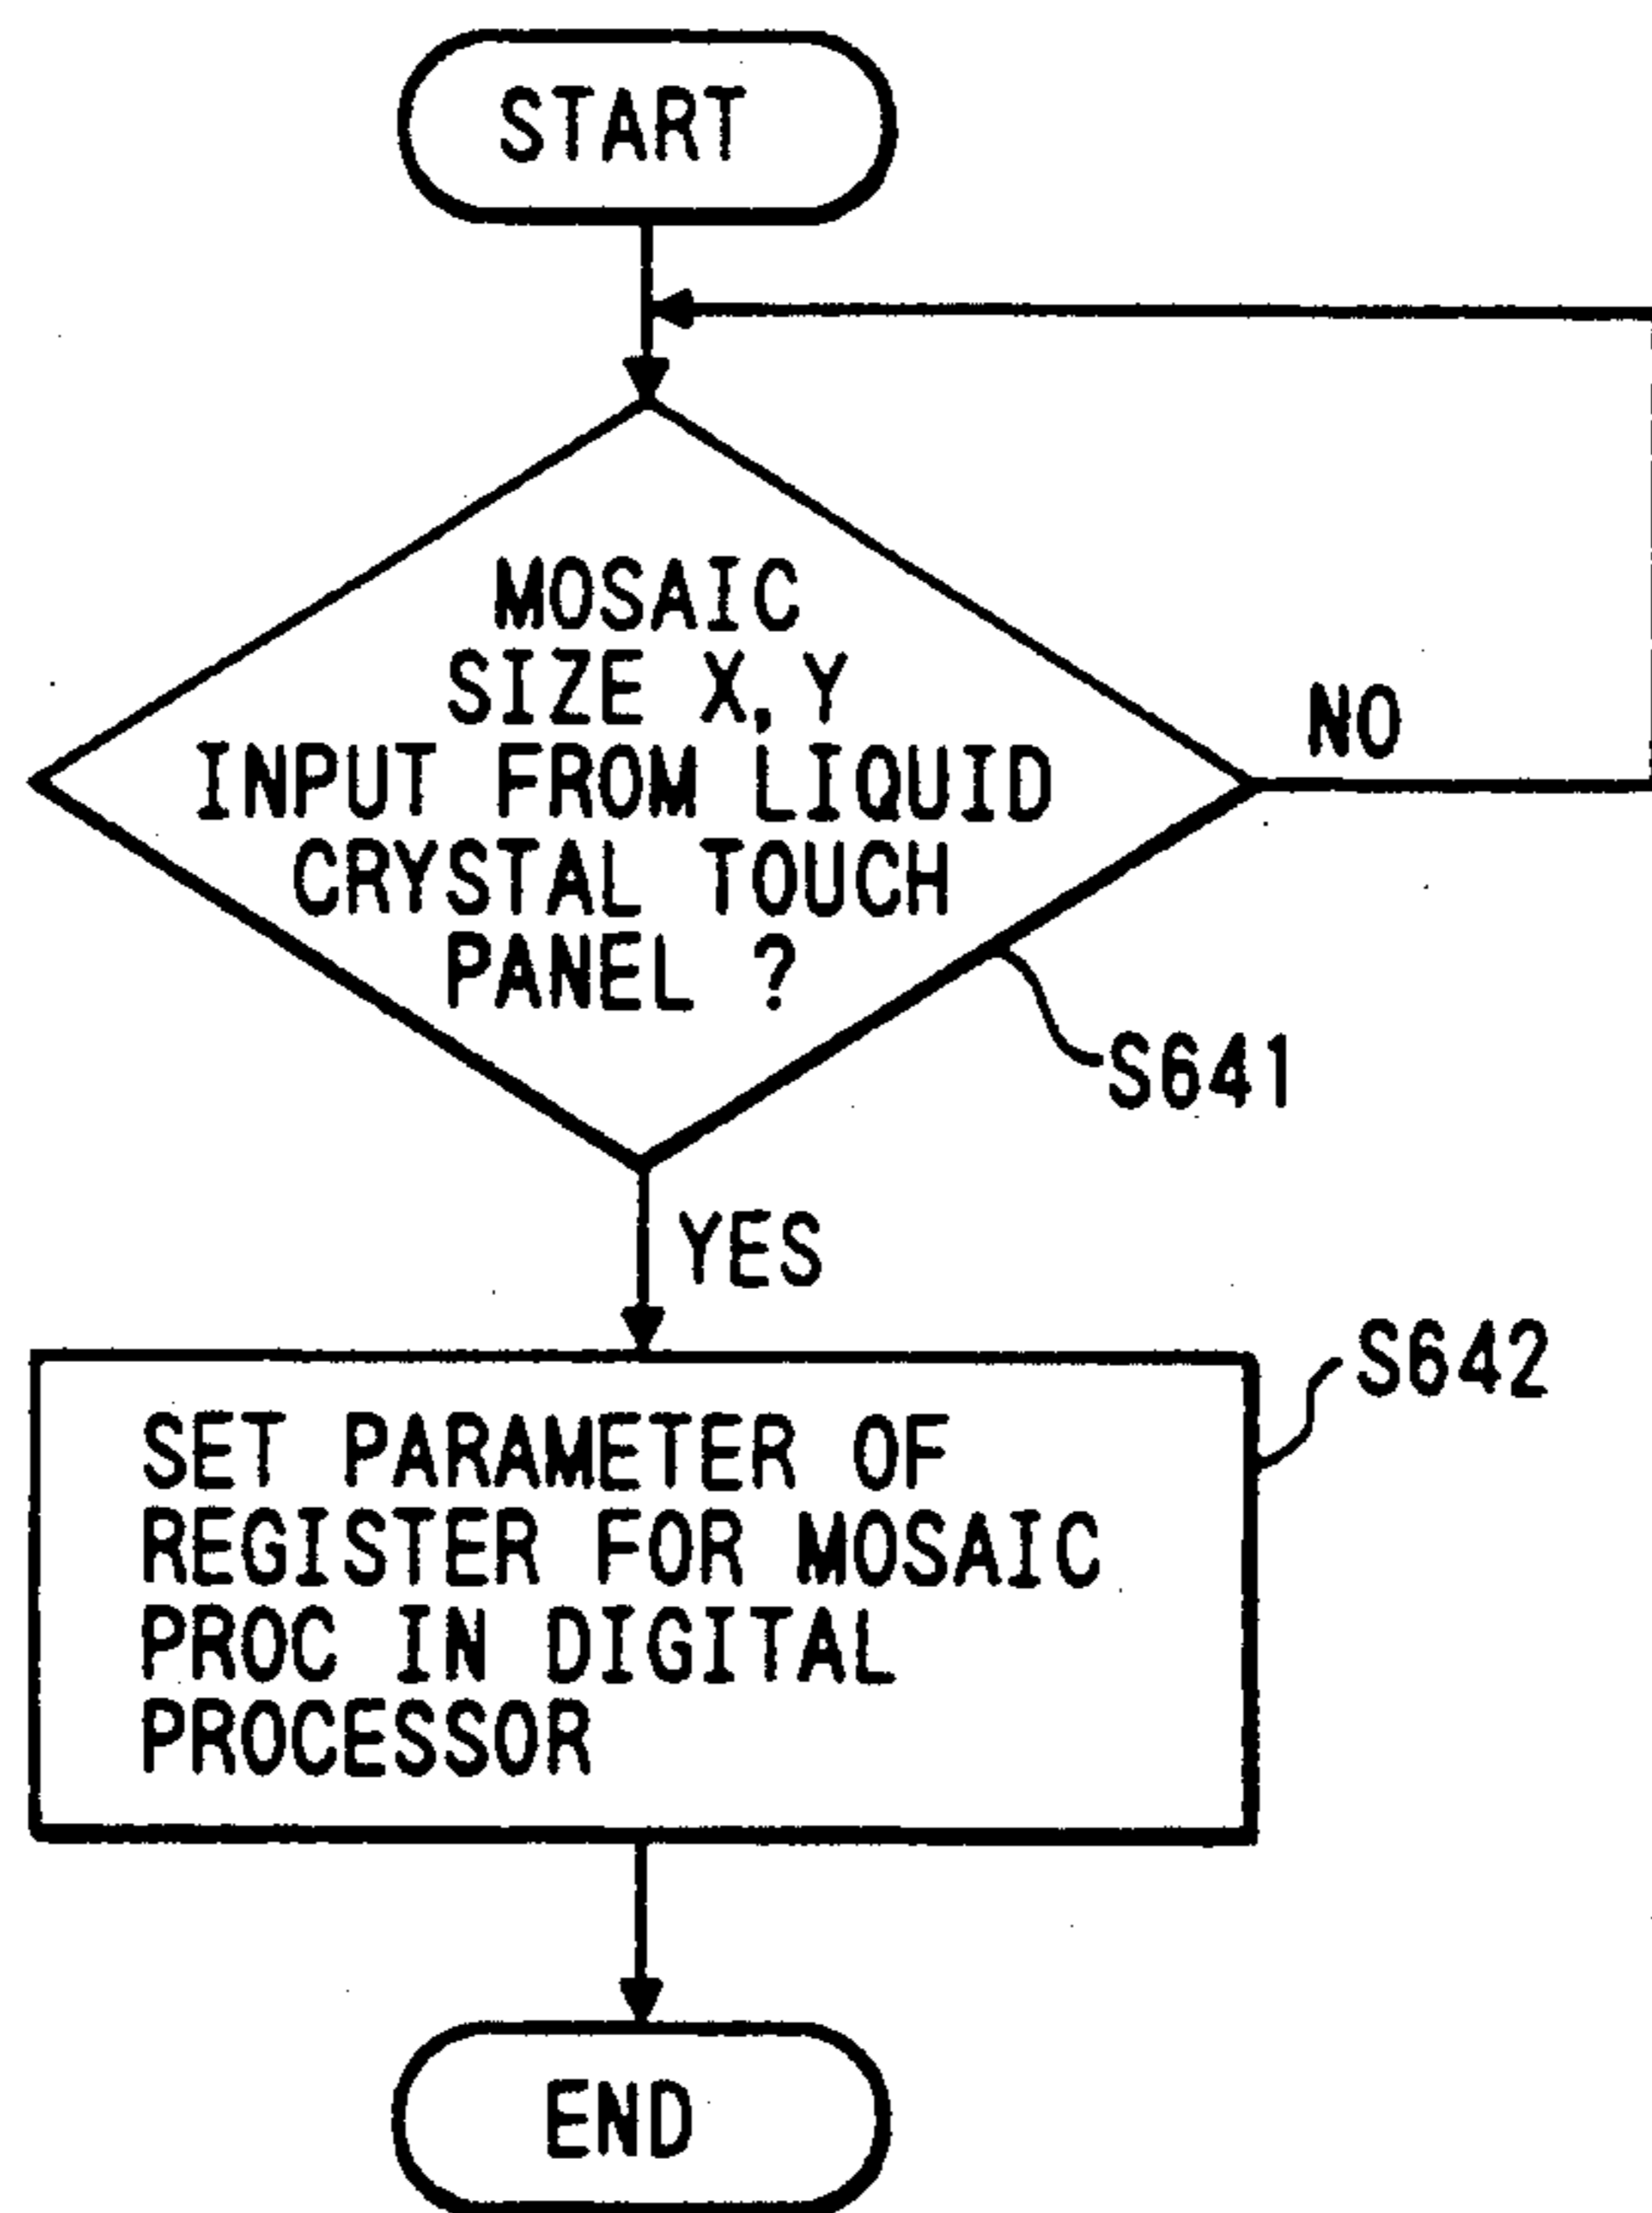 START
MOSAIC
SIZE X,Y
INPUT FROM LIQUID
CRYSTAL TOUCH
PANEL ?
NO
S641
YES
S642
SET PARAMETER OF
REGISTER FOR MOSAIC
PROC IN DIGITAL
PROCESSOR
END